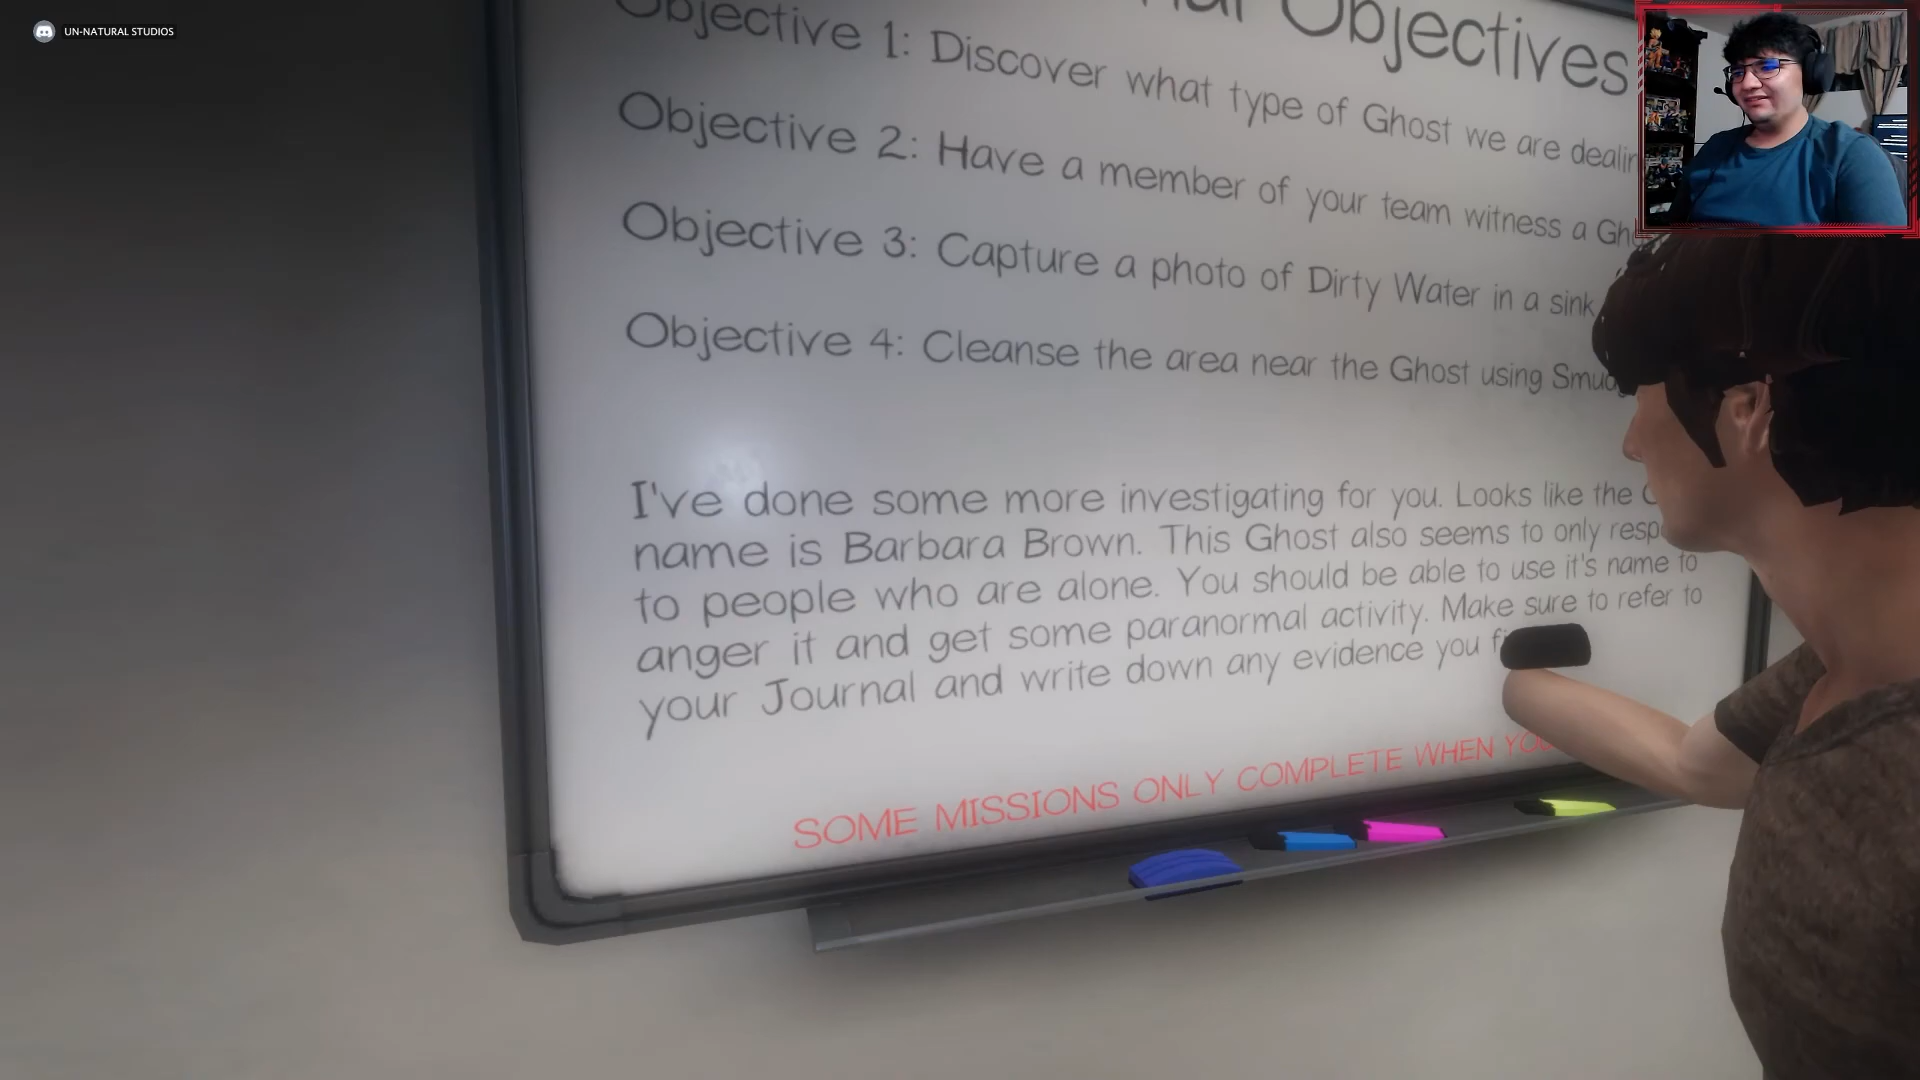 UN-NATURAL STUDIOS
Objectives
Objective 1: Discover what type of Ghost we are
Objective 2: Have a member of your team witness a
Objective 3: Capture a photo of Dirty Water in a sink
Objective 4: Cleanse the area near the Ghost using
I've done some more investigating for you. Looks like the
name is Barbara Brown. This Ghost also seems to only
to people who are alone. You should be able to use it's name to
anger it and get some paranormal activity. Make sure to refer to
your Journal and write down any evidence you
SOME MISSIONS ONLY COMPLETE WHEN